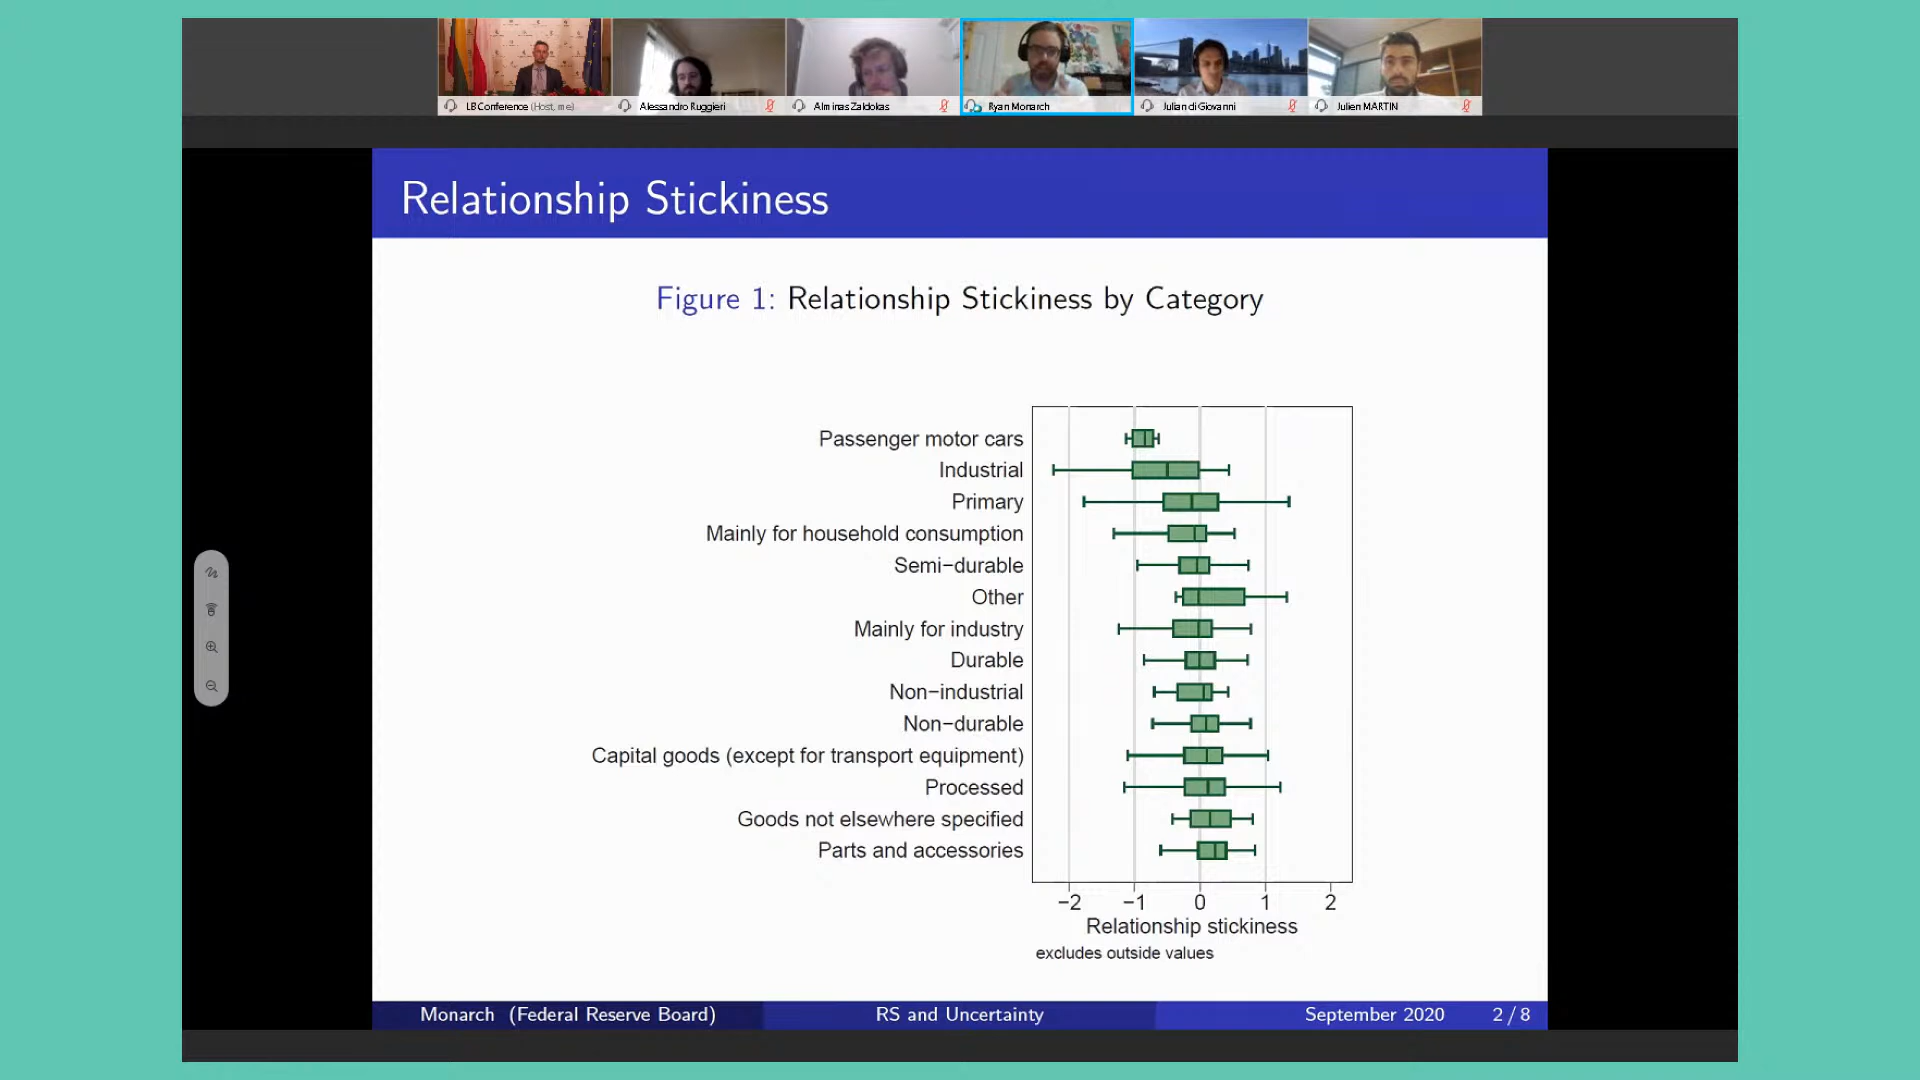 LB Conference (Host, me)
Alessandro Ruggieri
Alminas Zaldokas
Ryan Monarch
Julian di Giovanni
Julien MARTIN
Relationship Stickiness
Figure 1: Relationship Stickiness by Category
Passenger motor cars
Industrial
Primary
Mainly for household consumption
Semi−durable
Other
Mainly for industry
Durable
Non−industrial
Non−durable
Capital goods (except for transport equipment)
Processed
Goods not elsewhere specified
Parts and accessories
−2 −1 0 1 2
Relationship stickiness
excludes outside values
Monarch (Federal Reserve Board) RS and Uncertainty September 2020 2 / 8